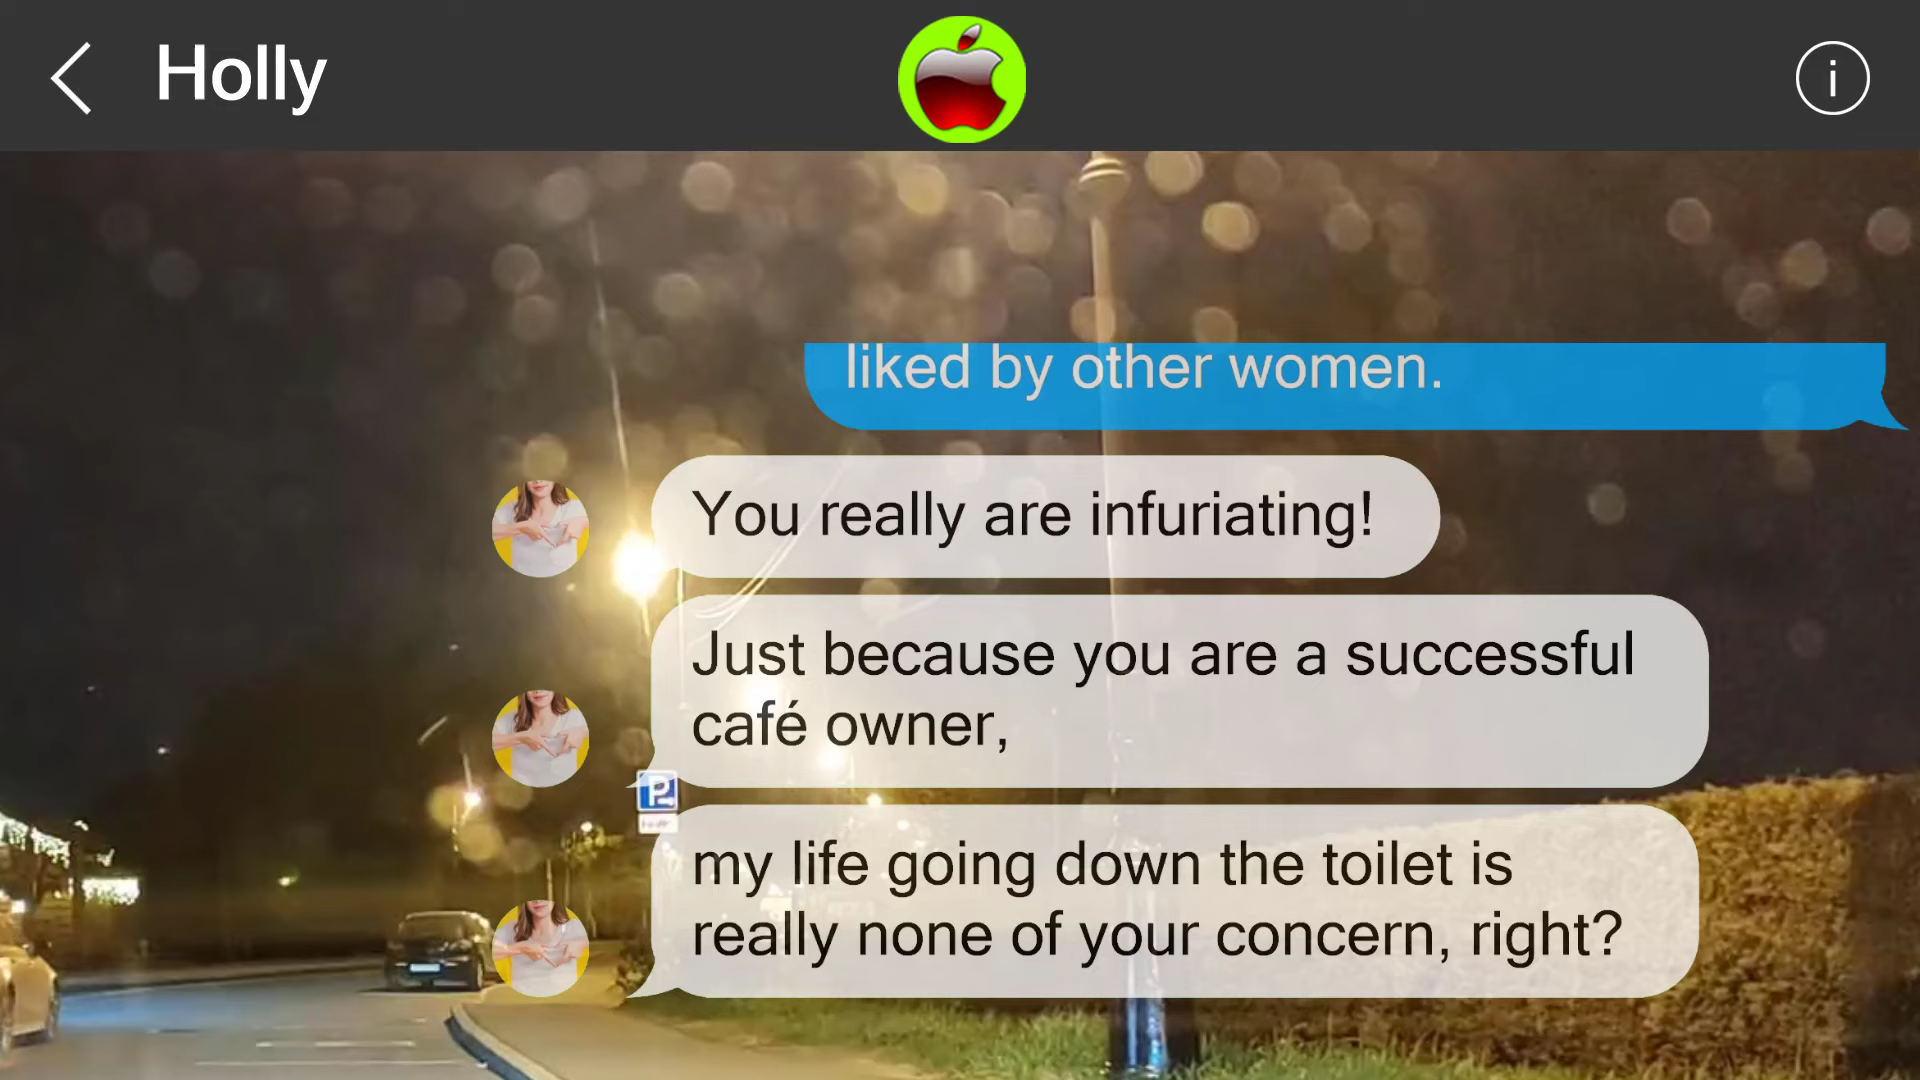 Holly
i
liked by other women.
You really are infuriating!
Just because you are a successful
café owner,
my life going down the toilet is
really none of your concern, right?
P